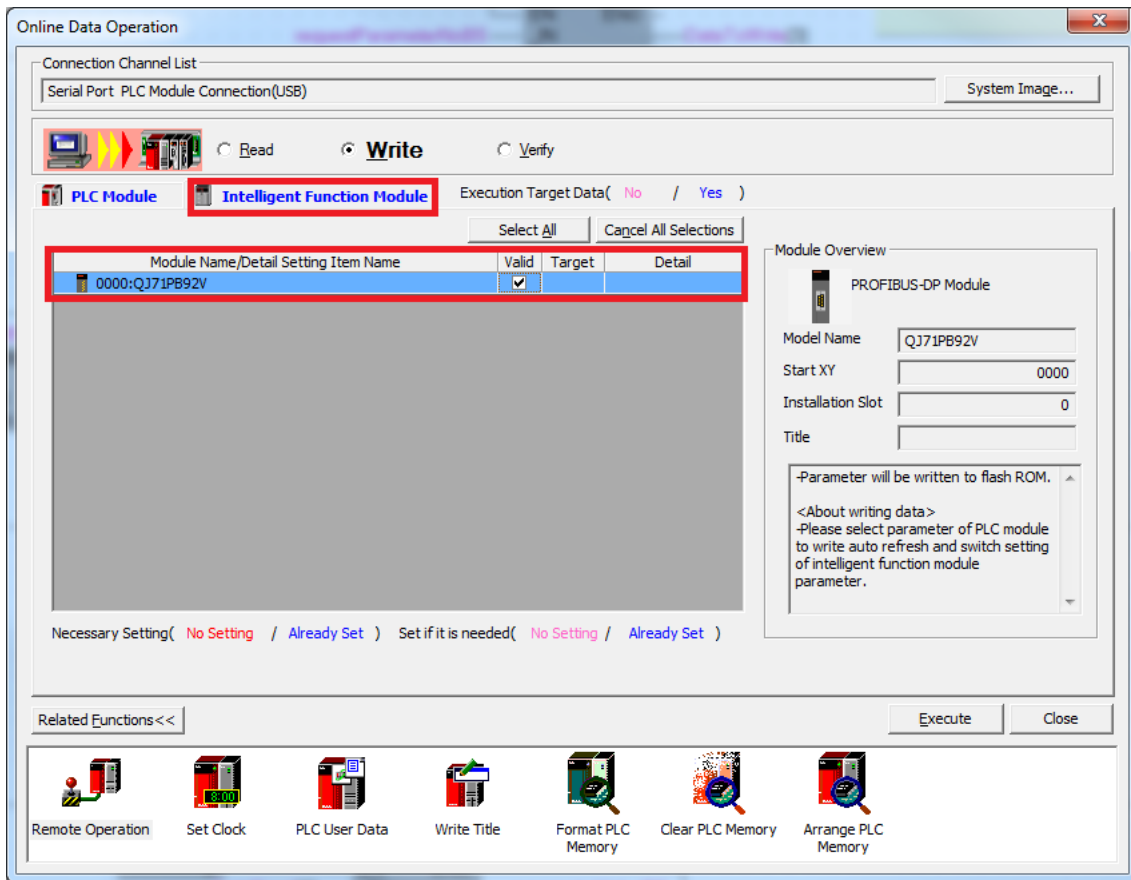 Online Data Operation
Connection Channel List
Serial Port PLC Module Connection(USB)
System Image...
Read
Write
Verify
PLC Module
Intelligent Function Module
Execution Target Data( No / Yes )
Select All
Cancel All Selections
Module Name/Detail Setting Item Name Valid Target Detail
0000:QJ71PB92V
Module Overview
PROFIBUS-DP Module
Model Name QJ71PB92V
Start XY 0000
Installation Slot 0
Title
-Parameter will be written to flash ROM.
<About writing data>
-Please select parameter of PLC module
to write auto refresh and switch setting
of intelligent function module
parameter.
Necessary Setting( No Setting / Already Set ) Set if it is needed( No Setting / Already Set )
Related Functions<<
Execute
Close
8:00
Remote Operation
Set Clock
PLC User Data
Write Title
Format PLC
Memory
Clear PLC Memory
Arrange PLC
Memory